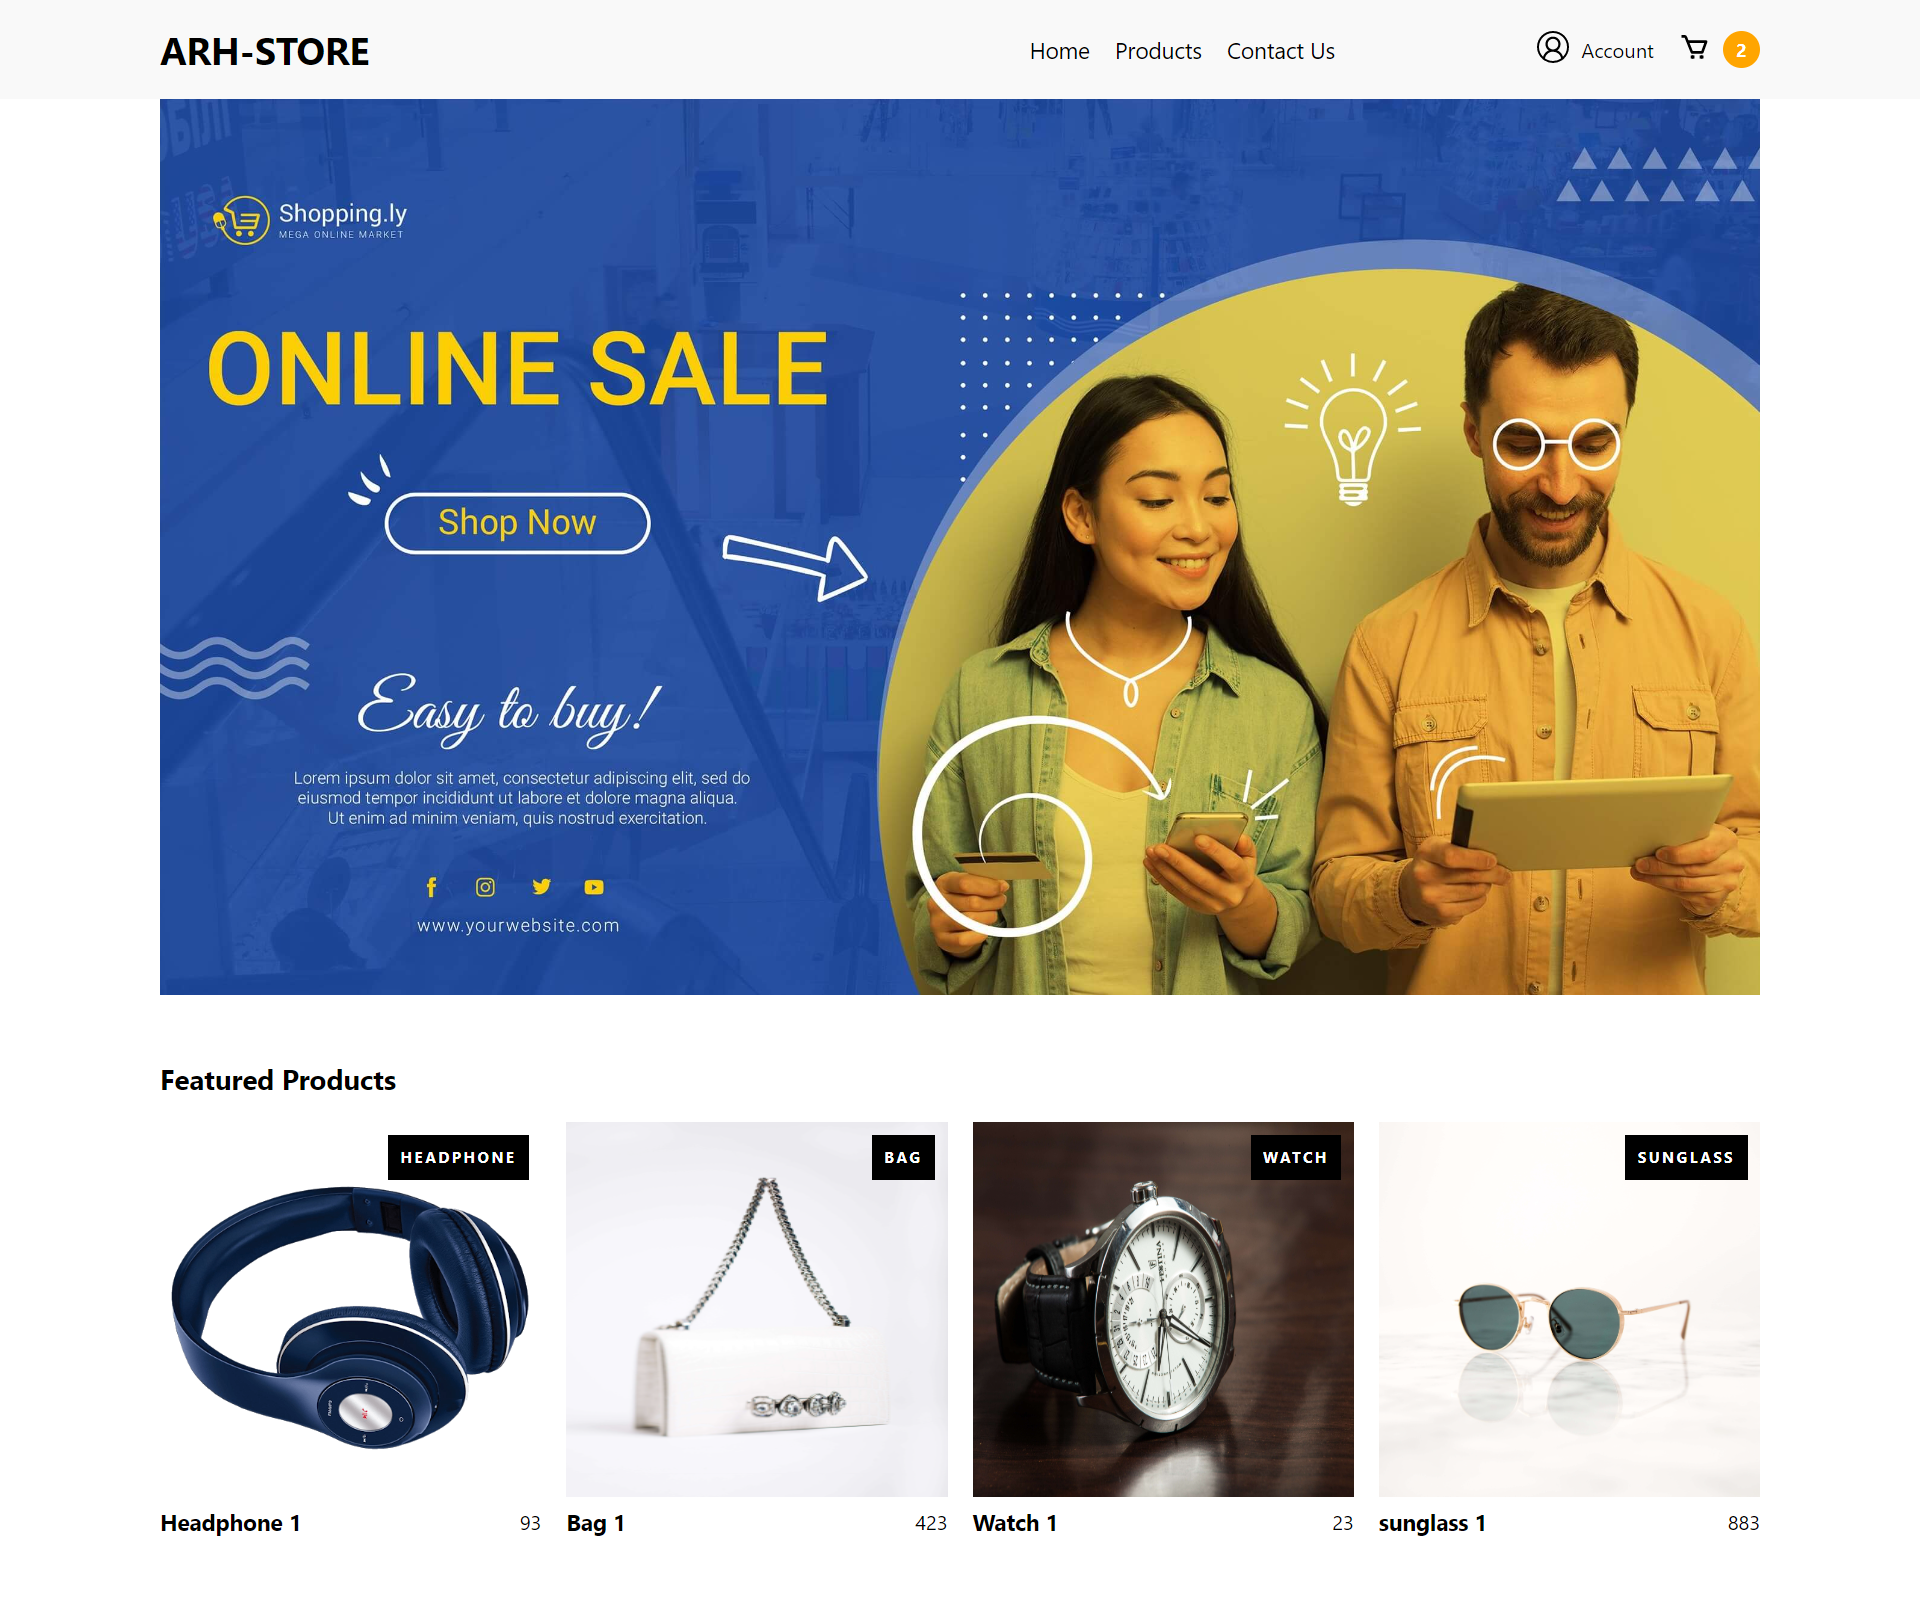 ARH-STORE
Home Products Contact Us
Account 2
Shopping.ly
MEGA ONLINE MARKET
ONLINE SALE
Shop Now
Easy to buy!
Lorem ipsum dolor sit amet, consectetur adipiscing elit, sed do
eiusmod tempor incididunt ut labore et dolore magna aliqua.
Ut enim ad minim veniam, quis nostrud exercitation.
www.yourwebsite.com
Featured Products
HEADPHONE
BAG
WATCH
SUNGLASS
Headphone 1 93
Bag 1 423
Watch 1 23
sunglass 1 883